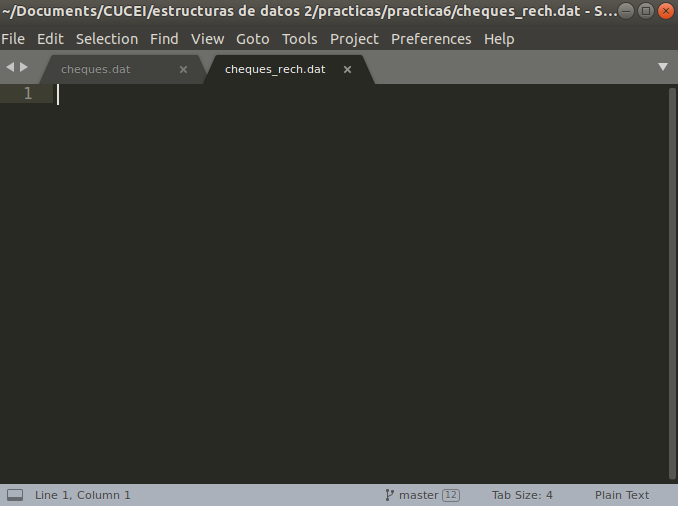 ~/Documents/CUCEI/estructuras de datos 2/practicas/practica6/cheques_rech.dat - S...
File Edit Selection Find View Goto Tools Project Preferences Help
cheques.dat × cheques_rech.dat ×
1
Line 1, Column 1 master 12 Tab Size: 4 Plain Text